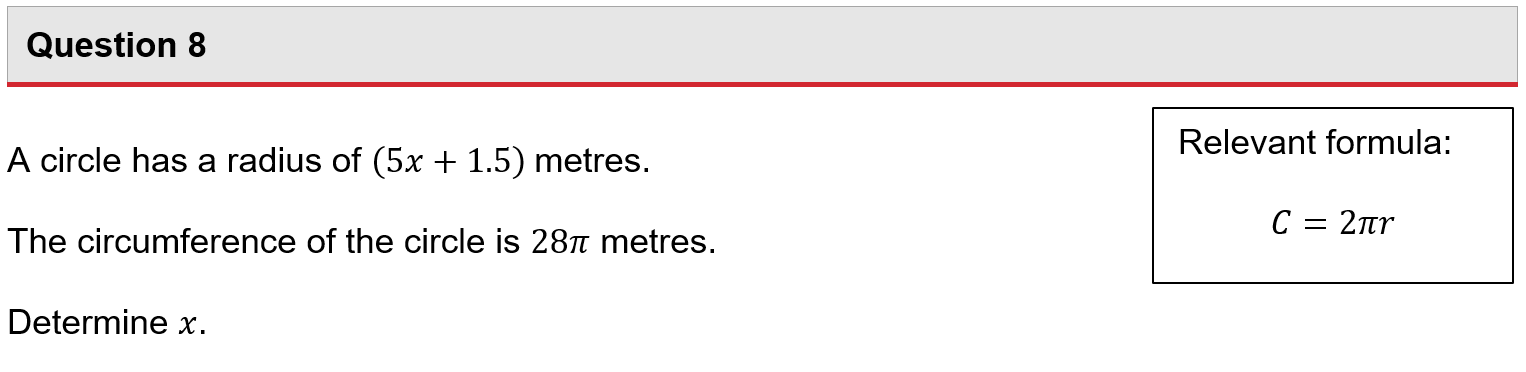 Question 8
A circle has a radius of (5x + 1.5) metres.
Relevant formula:
C = 2πr
The circumference of the circle is 28π metres.
Determine x.